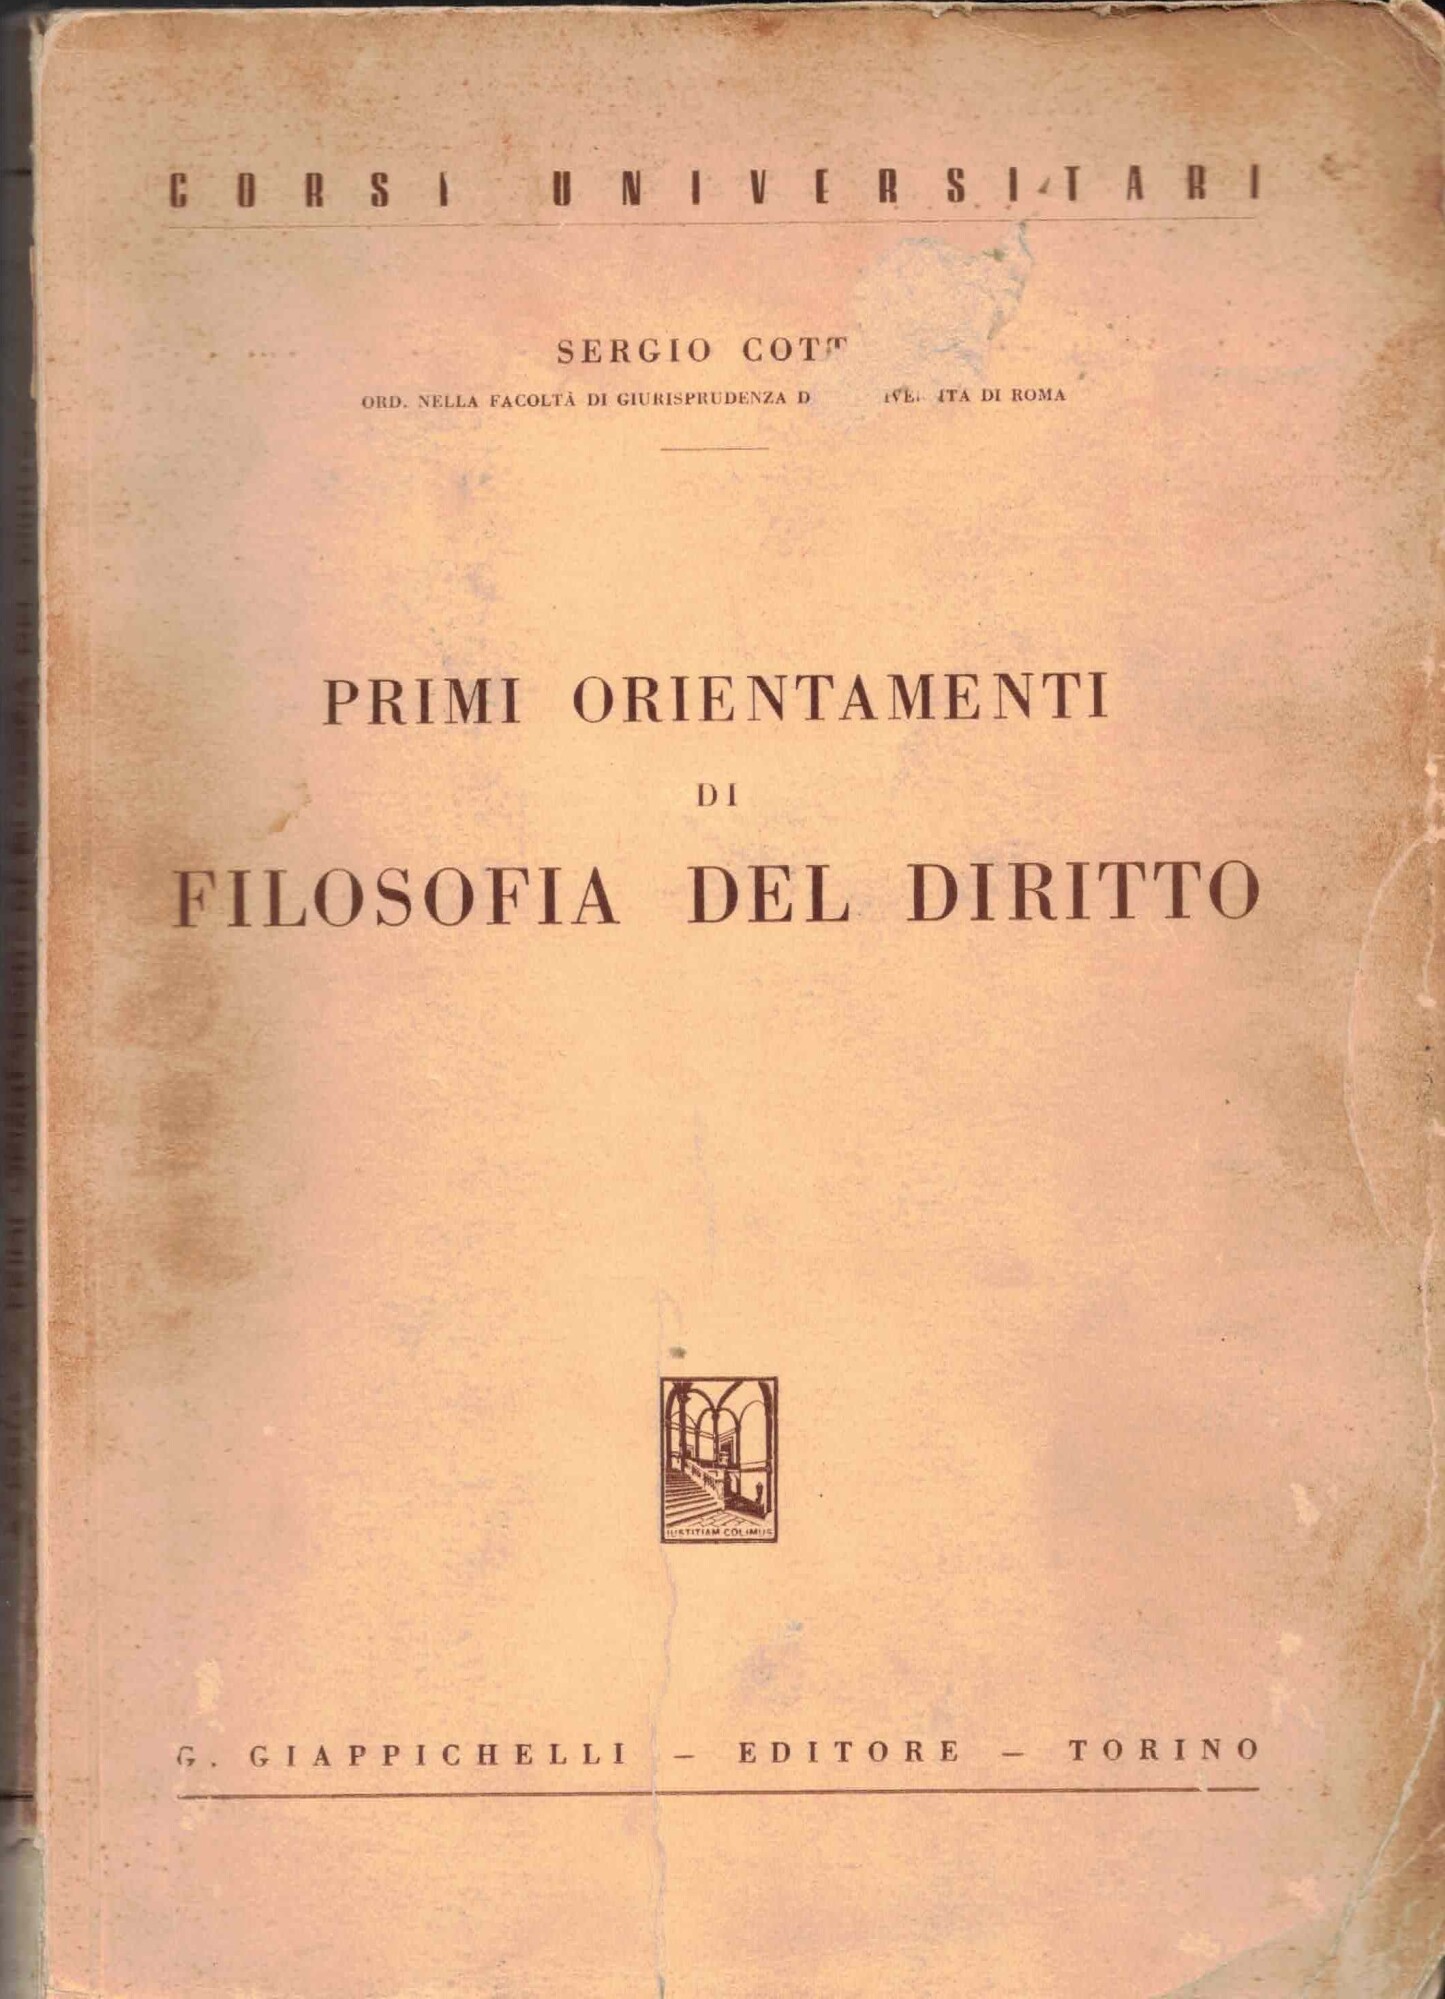 CORSI UNIVERSITARI
SERGIO
ORD. NELLA FACOLTÀ DI GIURISPRUDENZA DI ROMA
PRIMI ORIENTAMENTI
DI
FILOSOFIA DEL DIRITTO
IUSTITIAM COLIMUS
G. GIAPPICHELLI – EDITORE – TORINO